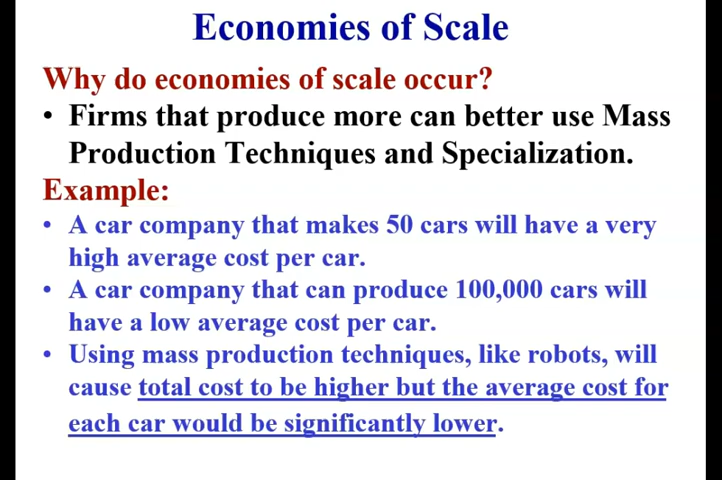 Economies of Scale
Why do economies of scale occur?
• Firms that produce more can better use Mass
Production Techniques and Specialization.
Example:
• A car company that makes 50 cars will have a very
high average cost per car.
• A car company that can produce 100,000 cars will
have a low average cost per car.
• Using mass production techniques, like robots, will
cause total cost to be higher but the average cost for
each car would be significantly lower.